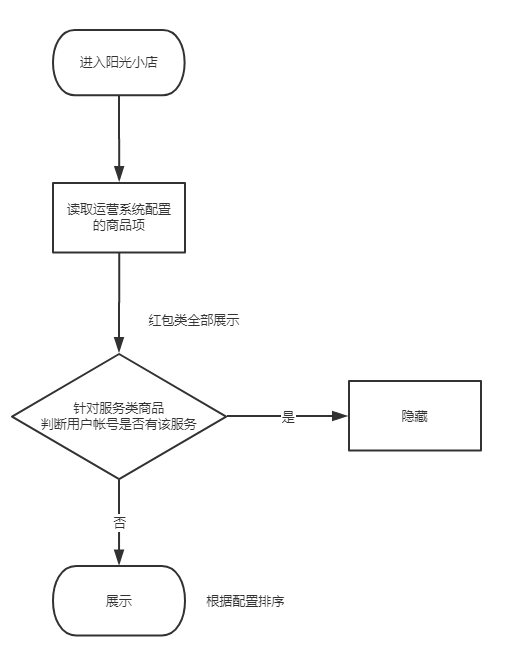 进入阳光小店
读取运营系统配置
的商品项
红包类全部展示
针对服务类商品
判断用户帐号是否有该服务
是
隐藏
否
展示
根据配置排序